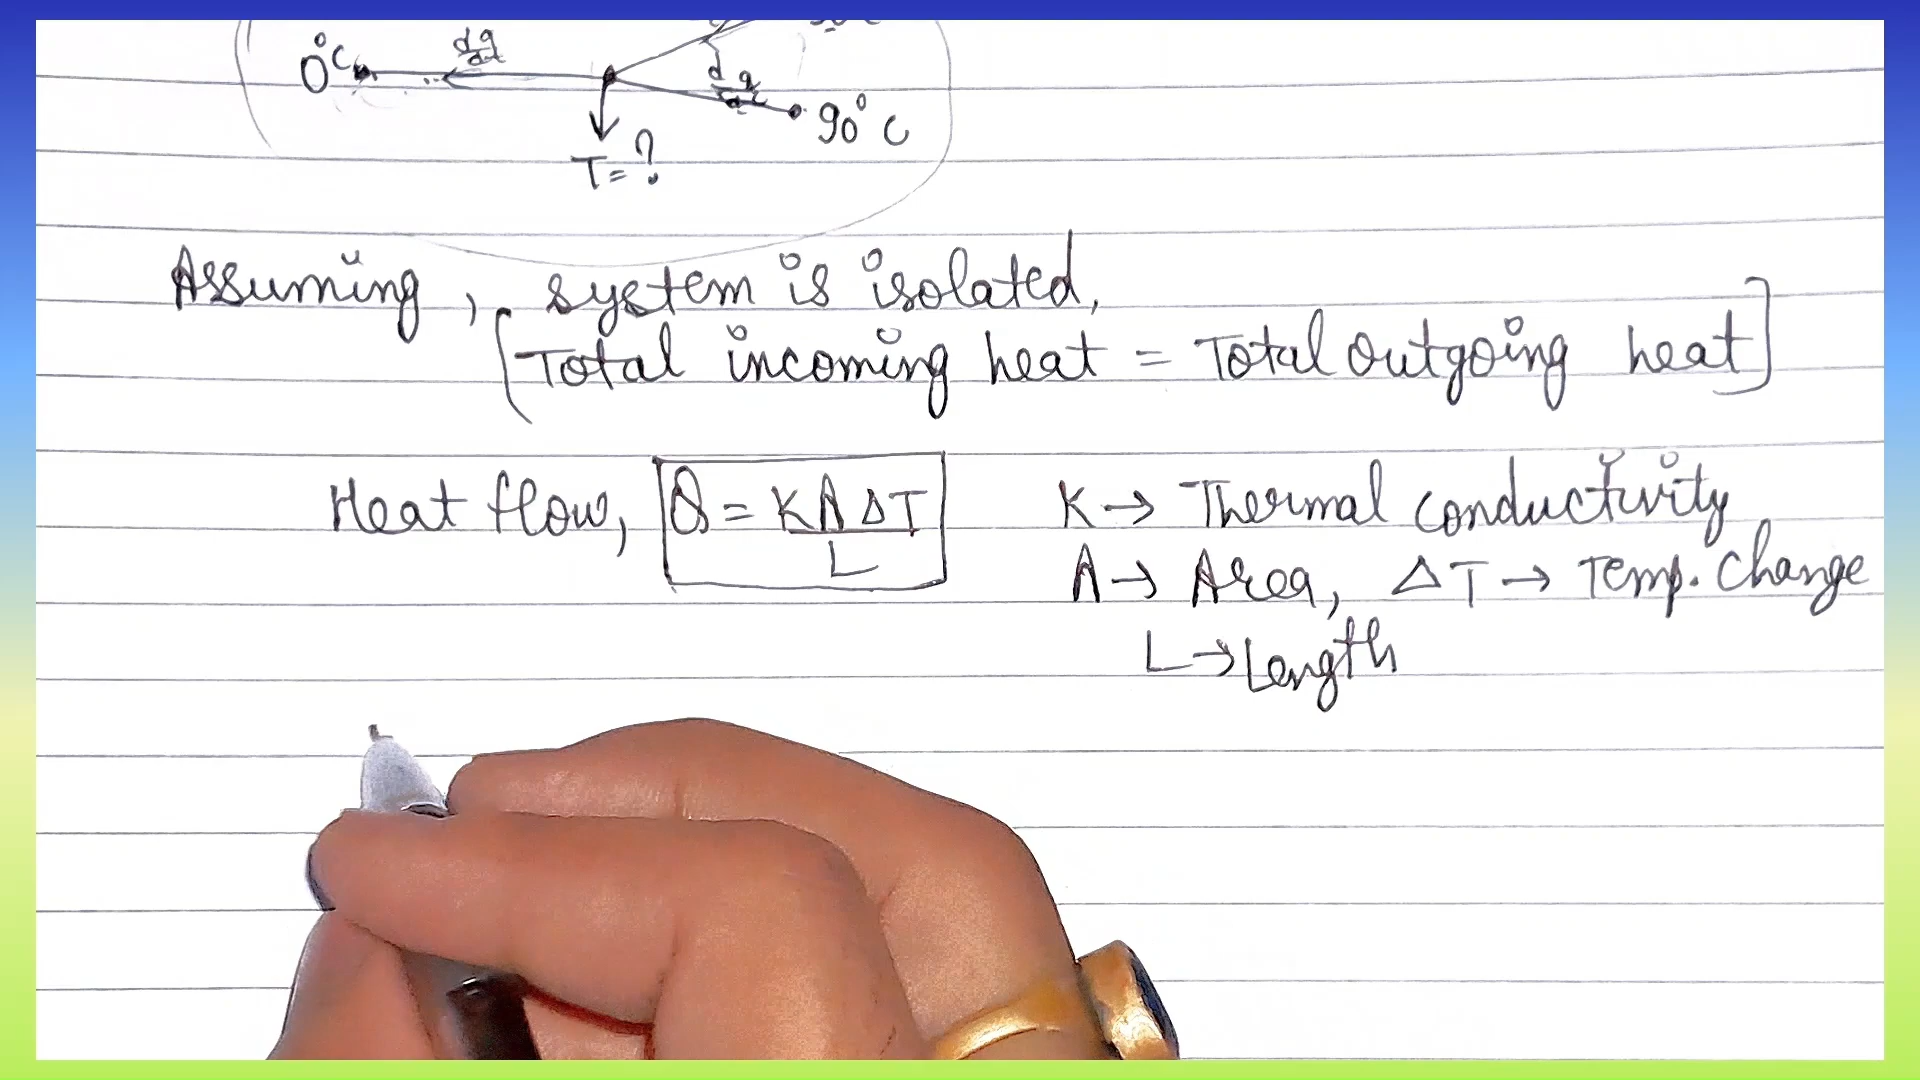 0°C dq/dt
dq/dt 90°C
T=?
Assuming, system is isolated,
[Total incoming heat = Total outgoing heat]
Heat flow, Q = KAΔT/L K→ Thermal conductivity
A→ Area, ΔT→ Temp. Change
L→Length